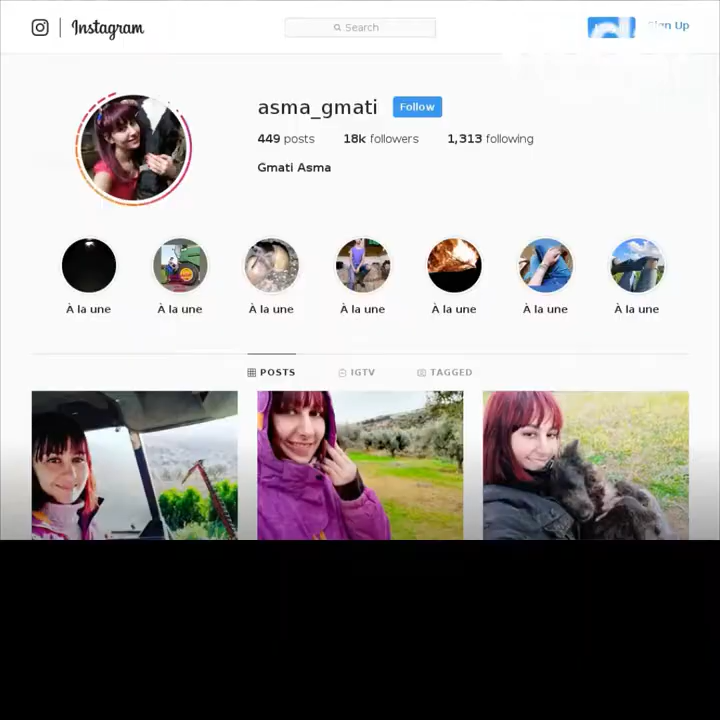 Instagram
Search
Sign Up
asma_gmati
Follow
449 posts 18k followers 1,313 following
Gmati Asma
À la une À la une À la une À la une À la une À la une À la une
POSTS IGTV TAGGED